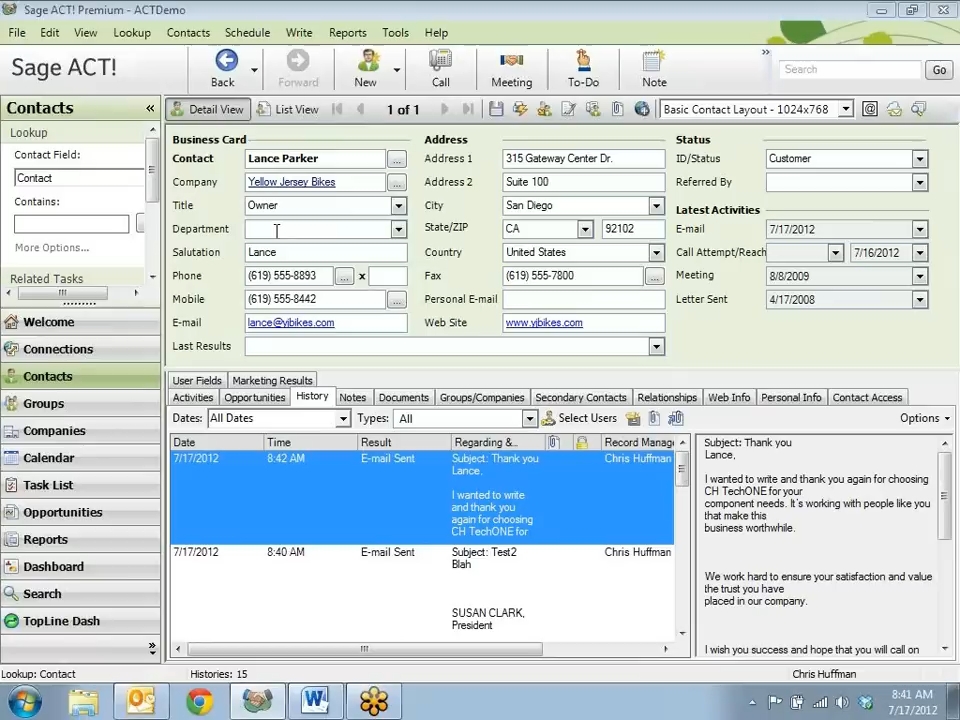 Sage ACT! Premium - ACTDemo
File Edit View Lookup Contacts Schedule Write Reports Tools Help
Sage ACT!
Back Forward New Call Meeting To-Do Note » Search Go
Contacts «
Detail View List View 1 of 1 Basic Contact Layout - 1024x768
Lookup
Contact Field:
Contact
Contains:
More Options...
Related Tasks
Welcome
Connections
Contacts
Groups
Companies
Calendar
Task List
Opportunities
Reports
Dashboard
Search
TopLine Dash
»
Business Card
Contact Lance Parker ...
Company Yellow Jersey Bikes ...
Title Owner
Department
Salutation Lance
Phone (619) 555-8893 ... x
Mobile (619) 555-8442 ...
E-mail lance@yjbikes.com
Last Results
Address
Address 1 315 Gateway Center Dr.
Address 2 Suite 100
City San Diego
State/ZIP CA 92102
Country United States
Fax (619) 555-7800 ...
Personal E-mail
Web Site www.yjbikes.com
Status
ID/Status Customer
Referred By
Latest Activities
E-mail 7/17/2012
Call Attempt/Reach 7/16/2012
Meeting 8/8/2009
Letter Sent 4/17/2008
User Fields Marketing Results
Activities Opportunities History Notes Documents Groups/Companies Secondary Contacts Relationships Web Info Personal Info Contact Access
Dates: All Dates Types: All Select Users Options
Date Time Result Regarding &.. Record Manag
7/17/2012 8:42 AM E-mail Sent Subject: Thank you Chris Huffman
Lance,
I wanted to write
and thank you
again for choosing
CH TechONE for
7/17/2012 8:40 AM E-mail Sent Subject: Test2 Chris Huffman
Blah
SUSAN CLARK,
President
Subject: Thank you
Lance,
I wanted to write and thank you again for choosing
CH TechONE for your
component needs. It's working with people like you
that make this
business worthwhile.
We work hard to ensure your satisfaction and value
the trust you have
placed in our company.
I wish you success and hope that you will call on
Lookup: Contact Histories: 15 Chris Huffman
8:41 AM
7/17/2012